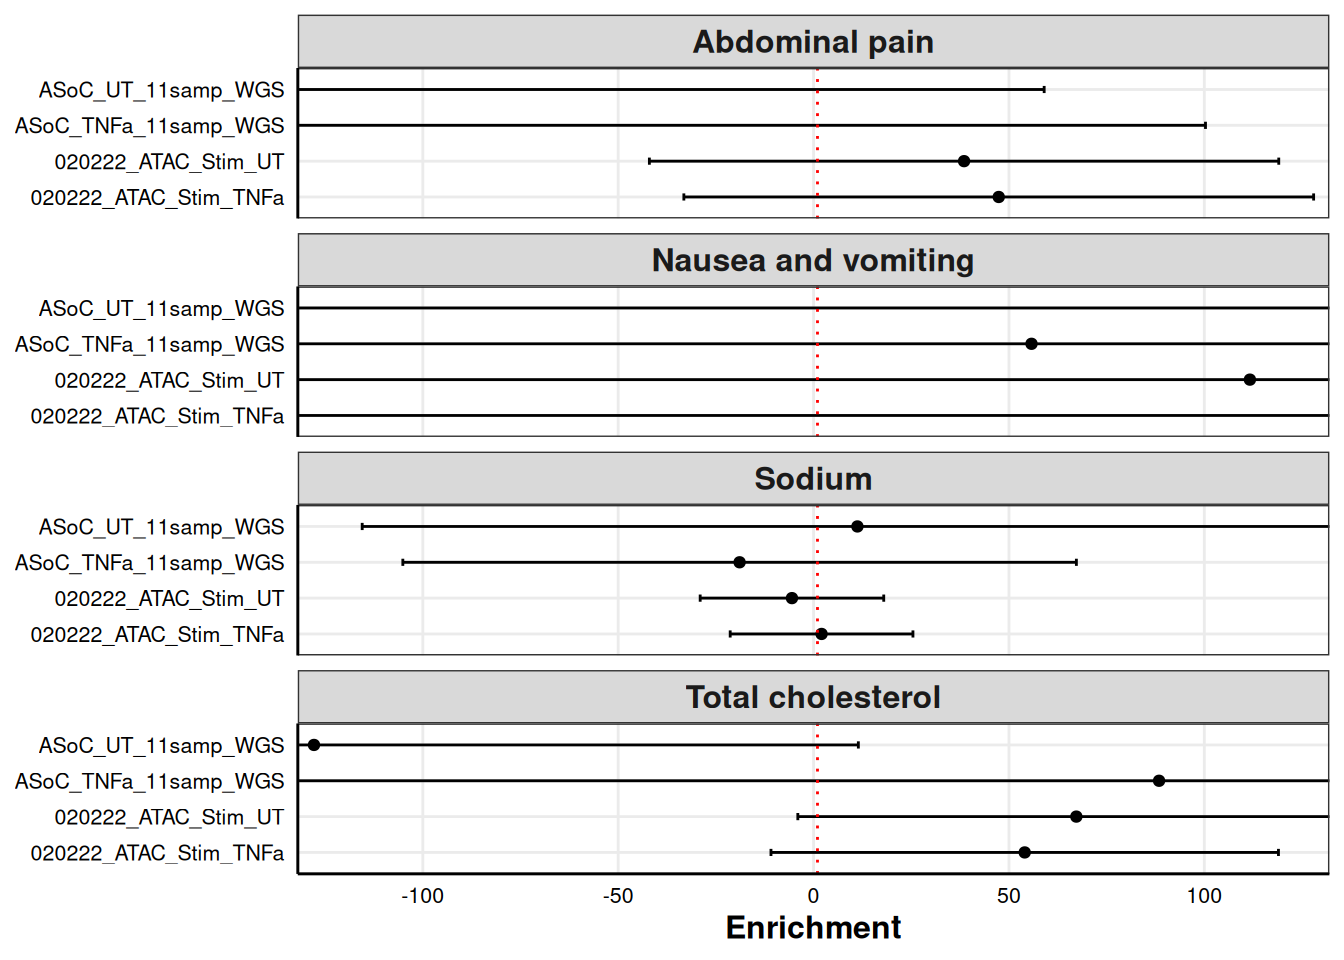 Abdominal pain
ASoC_UT_11samp_WGS
ASoC_TNFa_11samp_WGS
020222_ATAC_Stim_UT
020222_ATAC_Stim_TNFa
Nausea and vomiting
ASoC_UT_11samp_WGS
ASoC_TNFa_11samp_WGS
020222_ATAC_Stim_UT
020222_ATAC_Stim_TNFa
Sodium
ASoC_UT_11samp_WGS
ASoC_TNFa_11samp_WGS
020222_ATAC_Stim_UT
020222_ATAC_Stim_TNFa
Total cholesterol
ASoC_UT_11samp_WGS
ASoC_TNFa_11samp_WGS
020222_ATAC_Stim_UT
020222_ATAC_Stim_TNFa
-100 -50 0 50 100
Enrichment